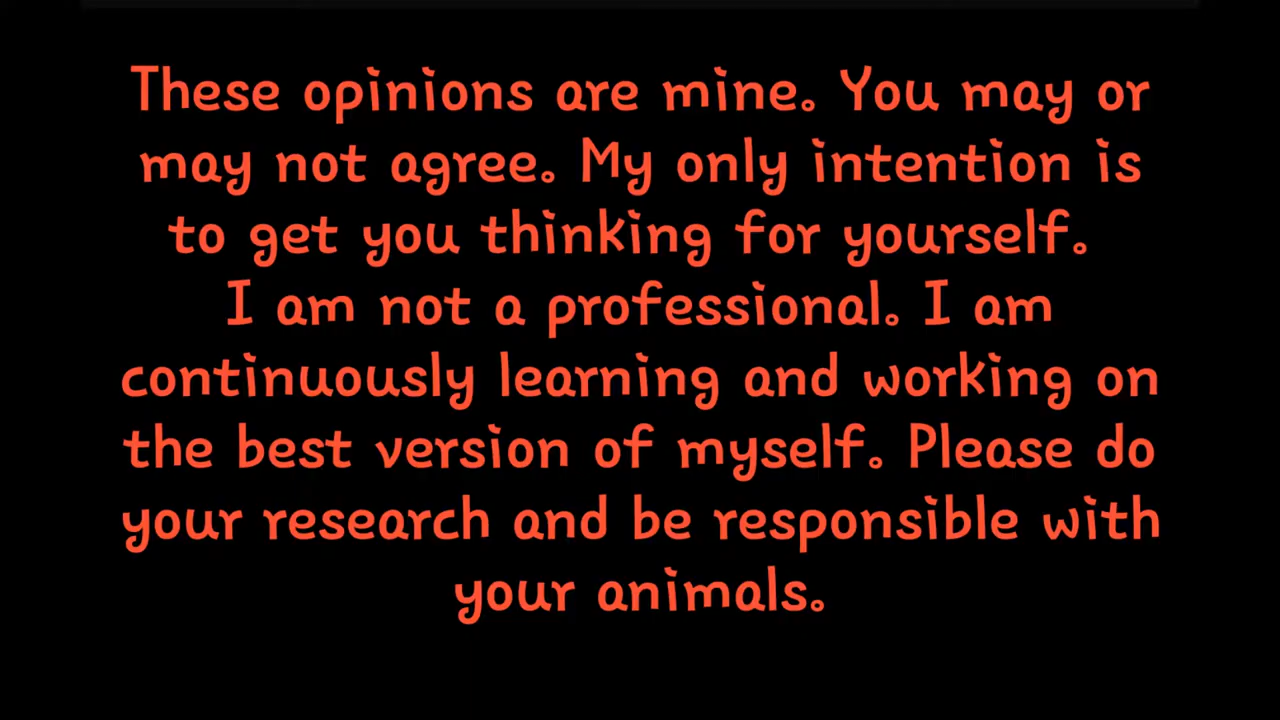 These opinions are mine. You may or
may not agree. My only intention is
to get you thinking for yourself.
I am not a professional. I am
continuously learning and working on
the best version of myself. Please do
your research and be responsible with
your animals.